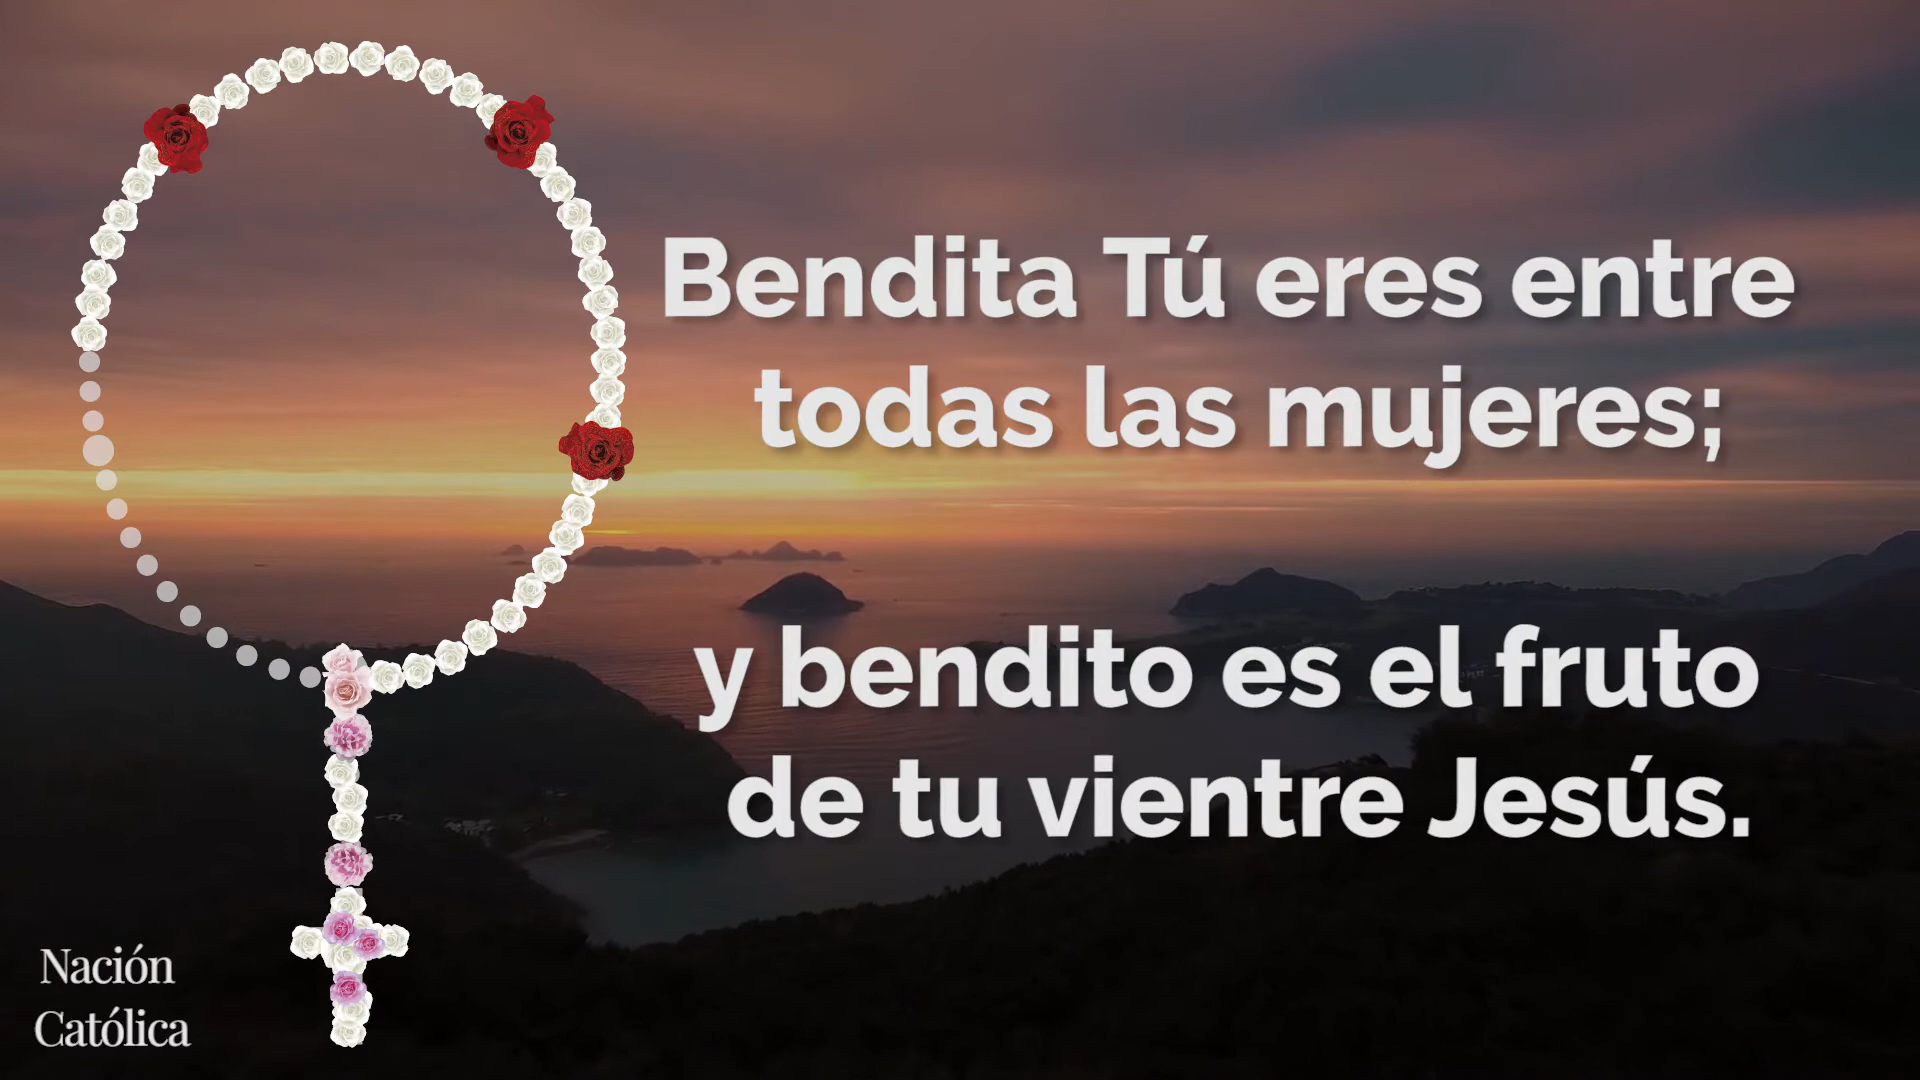 Bendita Tú eres entre
todas las mujeres;
y bendito es el fruto
de tu vientre Jesús.
Nación
Católica